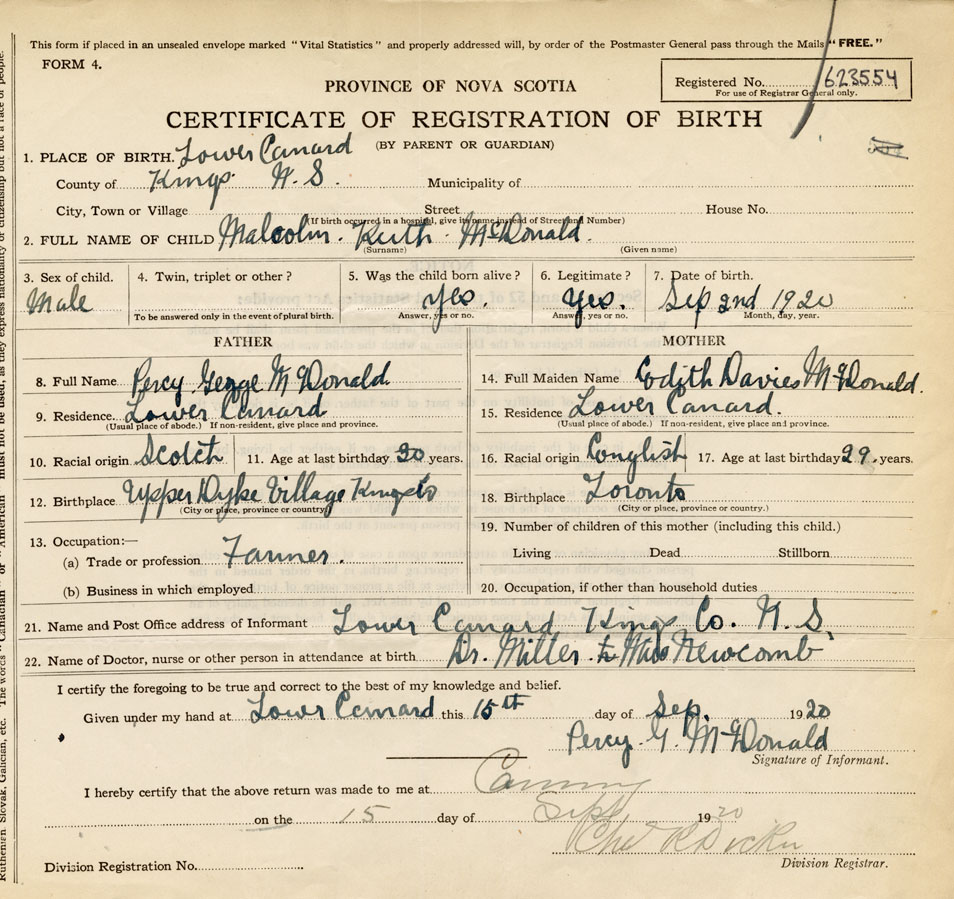 This form if placed in an unsealed envelope marked "Vital Statistics" and properly addressed will, by order of the Postmaster General pass through the Mails "FREE."
FORM 4.
Registered No. 623554
For use of Registrar General only.
PROVINCE OF NOVA SCOTIA
CERTIFICATE OF REGISTRATION OF BIRTH
(BY PARENT OR GUARDIAN)
1. PLACE OF BIRTH. Lower Canard
County of Kings N. S. Municipality of
City, Town or Village Street House No.
(If birth occurred in a hospital, give its name instead of Street and Number)
2. FULL NAME OF CHILD Malcolm Keith McDonald.
(Surname) (Given name)
3. Sex of child. 4. Twin, triplet or other? 5. Was the child born alive? 6. Legitimate? 7. Date of birth.
Male Yes. Yes. Sep 2nd 1920
To be answered only in the event of plural birth. Answer, yes or no. Answer, yes or no. Month, day, year.
FATHER
8. Full Name Percy George McDonald
9. Residence. Lower Canard
(Usual place of abode.) If non-resident, give place and province.
10. Racial origin Scotch 11. Age at last birthday 30 years.
12. Birthplace Upper Dyke Village Kings Co
(City or place, province or country)
13. Occupation:—
(a) Trade or profession Farmer.
(b) Business in which employed
MOTHER
14. Full Maiden Name Edith Davies McDonald.
15. Residence Lower Canard.
(Usual place of abode.) If non-resident, give place and province.
16. Racial origin English 17. Age at last birthday 29. years.
18. Birthplace Toronto
(City or place, province or country.)
19. Number of children of this mother (including this child.)
Living Dead Stillborn
20. Occupation, if other than household duties
21. Name and Post Office address of Informant Lower Canard Kings Co. N. S.
22. Name of Doctor, nurse or other person in attendance at birth Dr. Miller Newcomb
I certify the foregoing to be true and correct to the best of my knowledge and belief.
Given under my hand at Lower Canard this 15th day of Sep. 1920
Percy G. McDonald
Signature of Informant.
I hereby certify that the above return was made to me at
on the 15 day of Sept 1920
Division Registration No. Division Registrar.